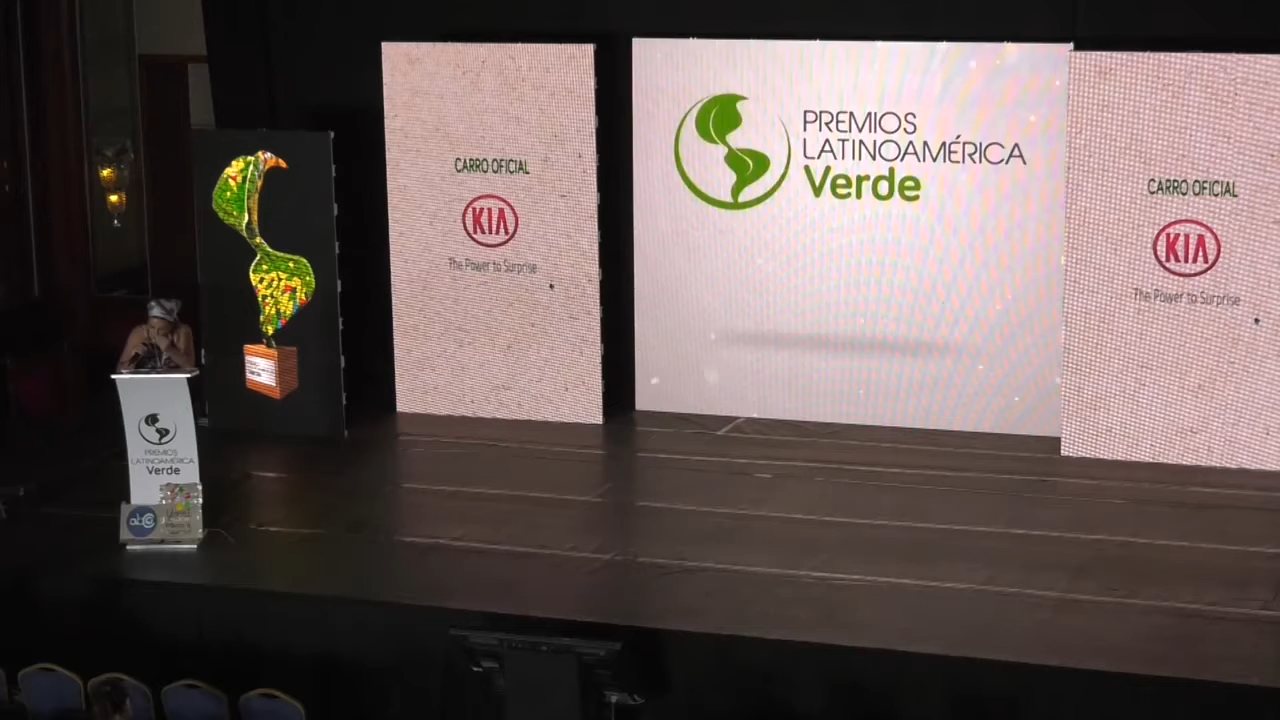 CARRO OFICIAL
KIA
The Power to Surprise
PREMIOS
LATINOAMÉRICA
Verde
CARRO OFICIAL
KIA
The Power to Surprise
PREMIOS
LATINOAMÉRICA
Verde
abc